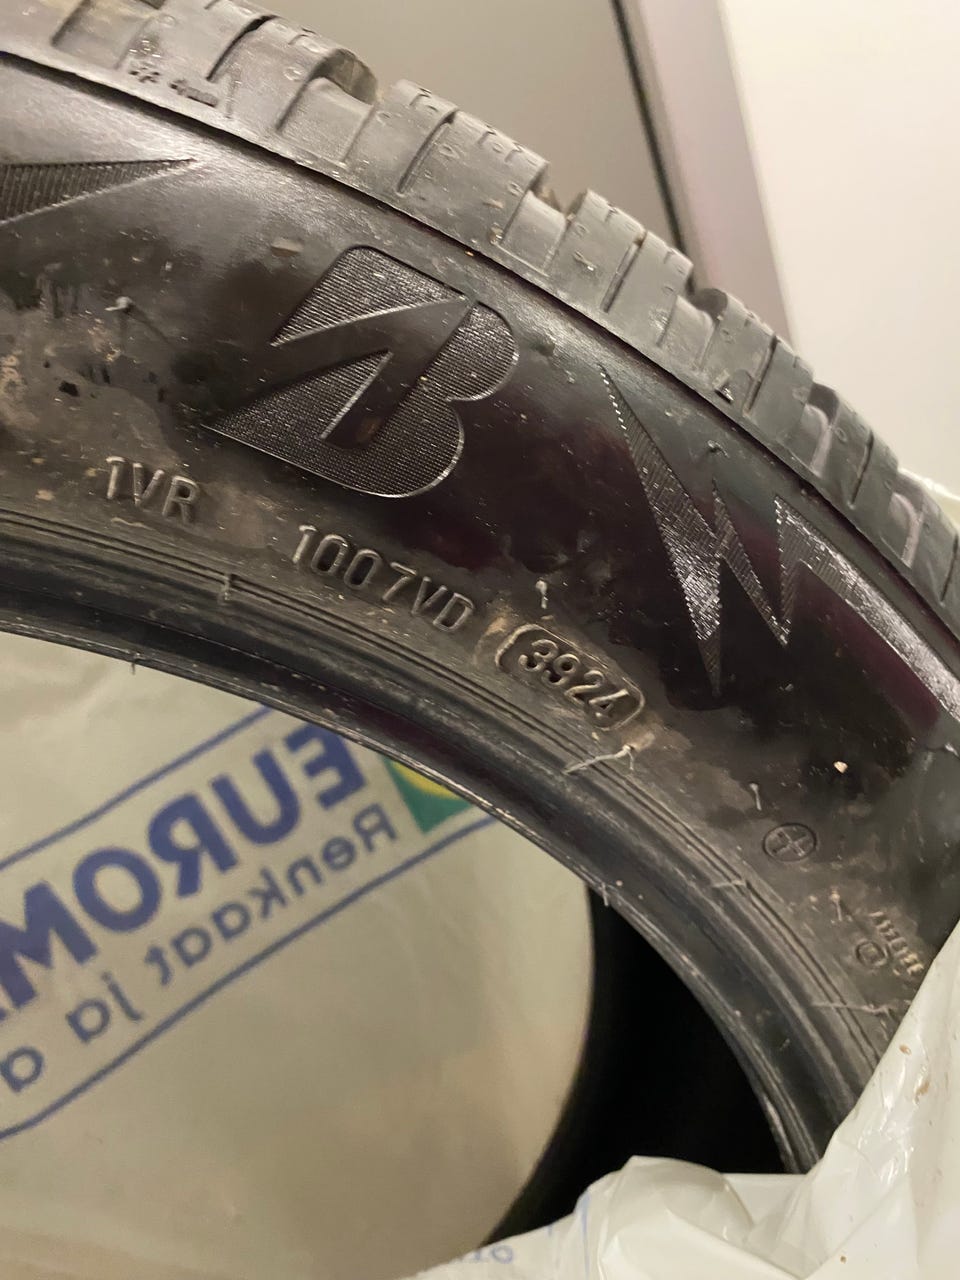 1VR
1007VD
3924
EUROM
Renkaat ja a